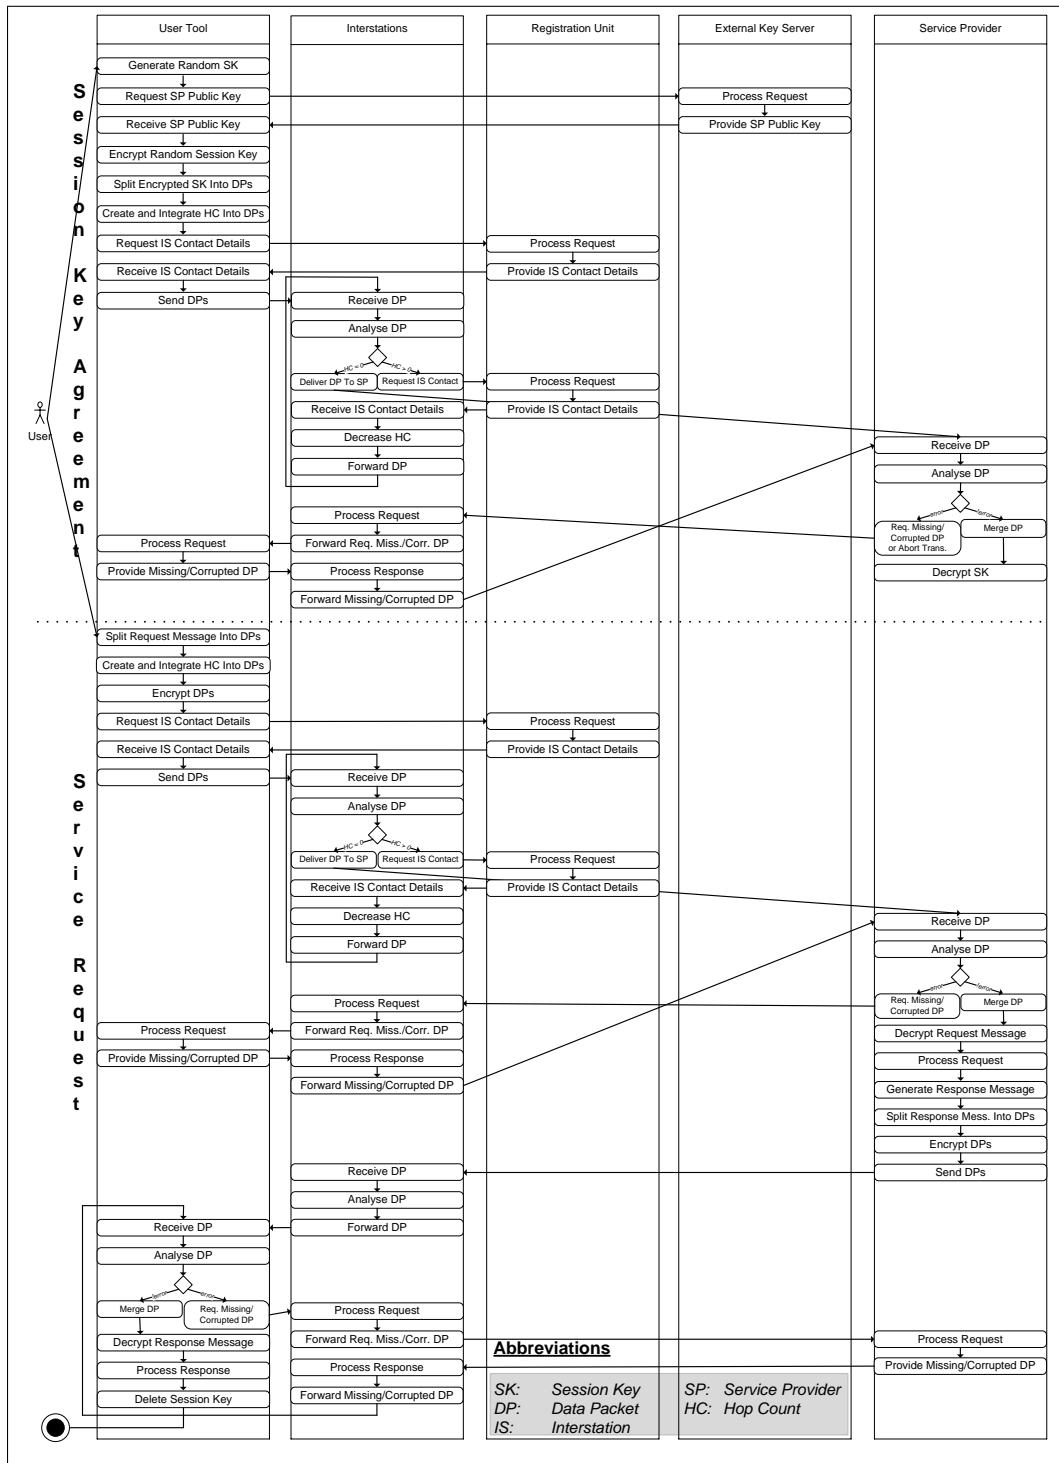 User Tool
Interstations
Registration Unit
External Key Server
Service Provider
Session Key Agreement
Generate Random SK
Request SP Public Key
Process Request
Receive SP Public Key
Provide SP Public Key
Encrypt Random Session Key
Split Encrypted SK Into DPs
Create and Integrate HC Into DPs
Request IS Contact Details
Process Request
Receive IS Contact Details
Provide IS Contact Details
Send DPs
Receive DP
Analyse DP
HC = 0
HC > 0
Deliver DP To SP
Request IS Contact
Process Request
Receive IS Contact Details
Provide IS Contact Details
User
Decrease HC
Receive DP
Forward DP
Analyse DP
error
!error
Process Request
Req. Missing/
Corrupted DP
or Abort Trans.
Merge DP
Process Request
Forward Req. Miss./Corr. DP
Provide Missing/Corrupted DP
Process Response
Decrypt SK
Forward Missing/Corrupted DP
Service Request
Split Request Message Into DPs
Create and Integrate HC Into DPs
Encrypt DPs
Request IS Contact Details
Process Request
Receive IS Contact Details
Provide IS Contact Details
Send DPs
Receive DP
Analyse DP
HC = 0
HC > 0
Deliver DP To SP
Request IS Contact
Process Request
Receive IS Contact Details
Provide IS Contact Details
Decrease HC
Receive DP
Forward DP
Analyse DP
error
!error
Process Request
Req. Missing/
Corrupted DP
Merge DP
Process Request
Forward Req. Miss./Corr. DP
Decrypt Request Message
Provide Missing/Corrupted DP
Process Response
Process Request
Forward Missing/Corrupted DP
Generate Response Message
Split Response Mess. Into DPs
Encrypt DPs
Receive DP
Send DPs
Analyse DP
Receive DP
Forward DP
Analyse DP
!error
error
Merge DP
Req. Missing/
Corrupted DP
Process Request
Decrypt Response Message
Forward Req. Miss./Corr. DP
Process Request
Process Response
Process Response
Provide Missing/Corrupted DP
Delete Session Key
Forward Missing/Corrupted DP
Abbreviations
SK: Session Key
SP: Service Provider
DP: Data Packet
HC: Hop Count
IS: Interstation